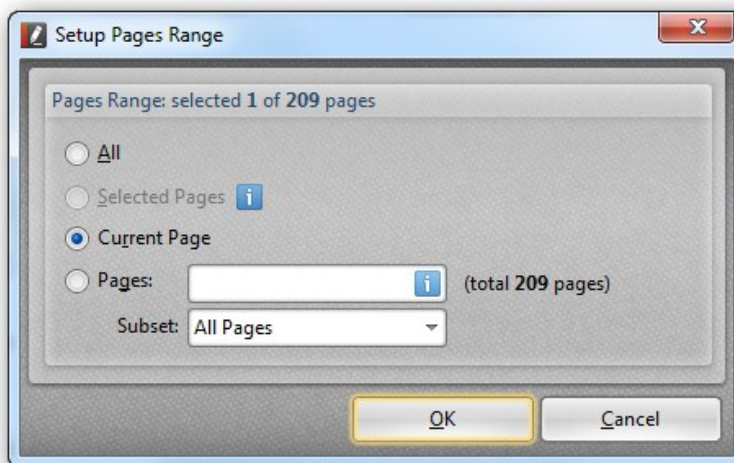 Setup Pages Range
Pages Range: selected 1 of 209 pages
All
Selected Pages i
Current Page
Pages: i (total 209 pages)
Subset: All Pages
OK Cancel